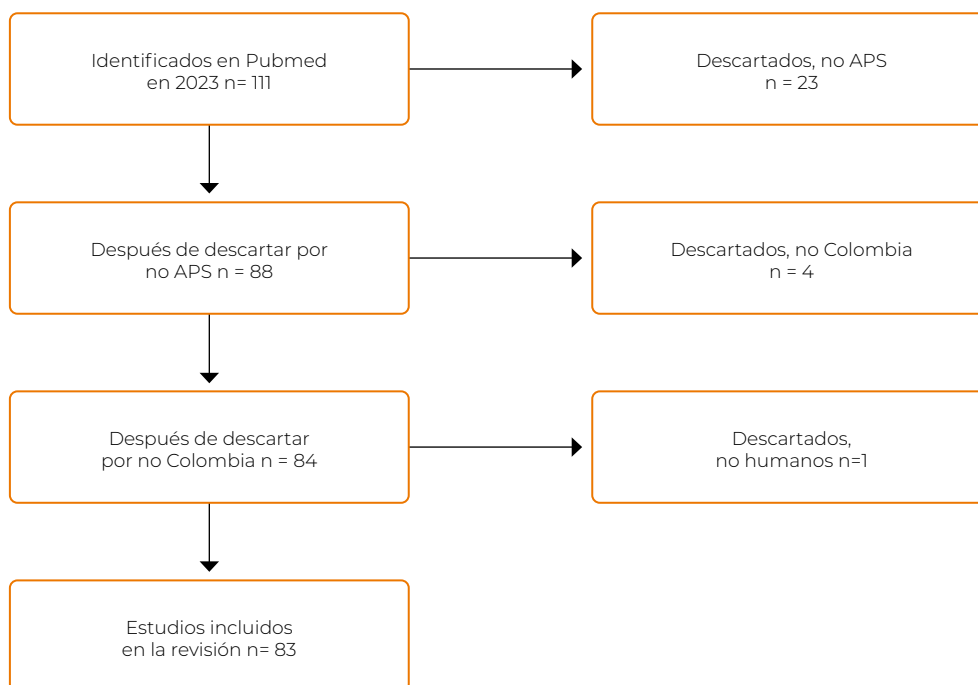 Identificados en Pubmed
en 2023 n= 111
Descartados, no APS
n = 23
Después de descartar por
no APS n = 88
Descartados, no Colombia
n = 4
Después de descartar
por no Colombia n = 84
Descartados,
no humanos n=1
Estudios incluidos
en la revisión n= 83